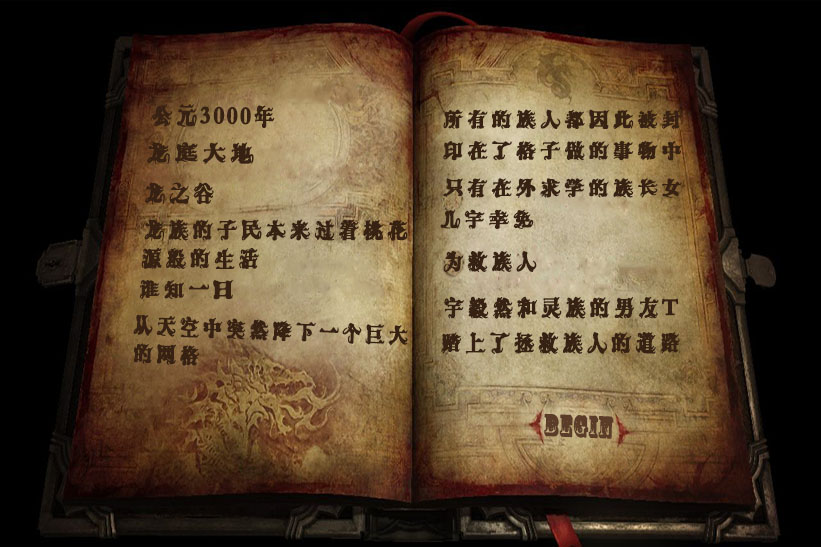 公元3000年
龙庭大地
龙之谷
龙族的子民本来过着桃花
源般的生活
谁知一日
从天空中突然降下一个巨大
的网格
所有的族人都因此被封
印在了格子做的事物中
只有在外求学的族长女
儿宇幸免
为救族人
宇毅然和灵族的男友T
踏上了拯救族人的道路
BEGIN